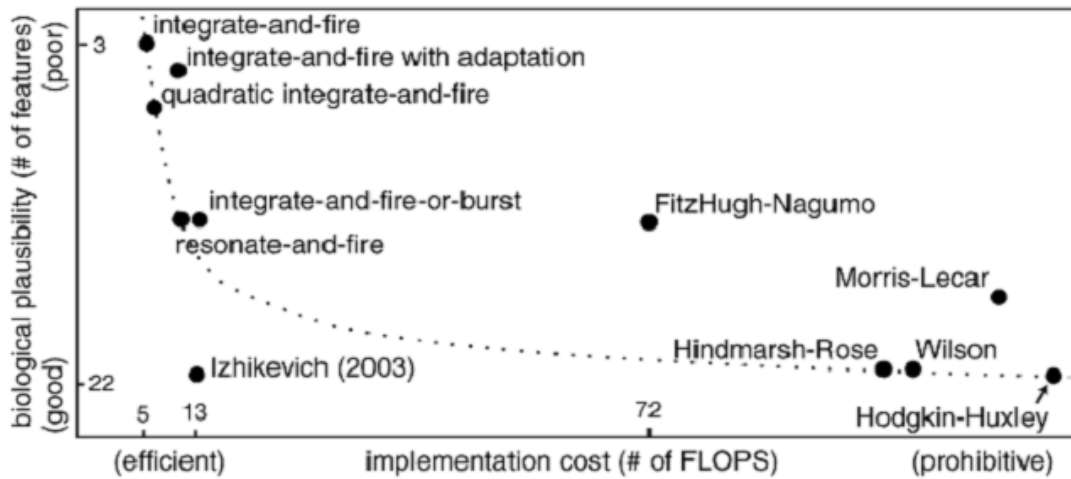 biological plausibility (# of features)
(good) (poor)
3
22
integrate-and-fire
integrate-and-fire with adaptation
quadratic integrate-and-fire
integrate-and-fire-or-burst
resonate-and-fire
FitzHugh-Nagumo
Morris-Lecar
Izhikevich (2003)
Hindmarsh-Rose
Wilson
Hodgkin-Huxley
5
13
72
(efficient)
implementation cost (# of FLOPS)
(prohibitive)